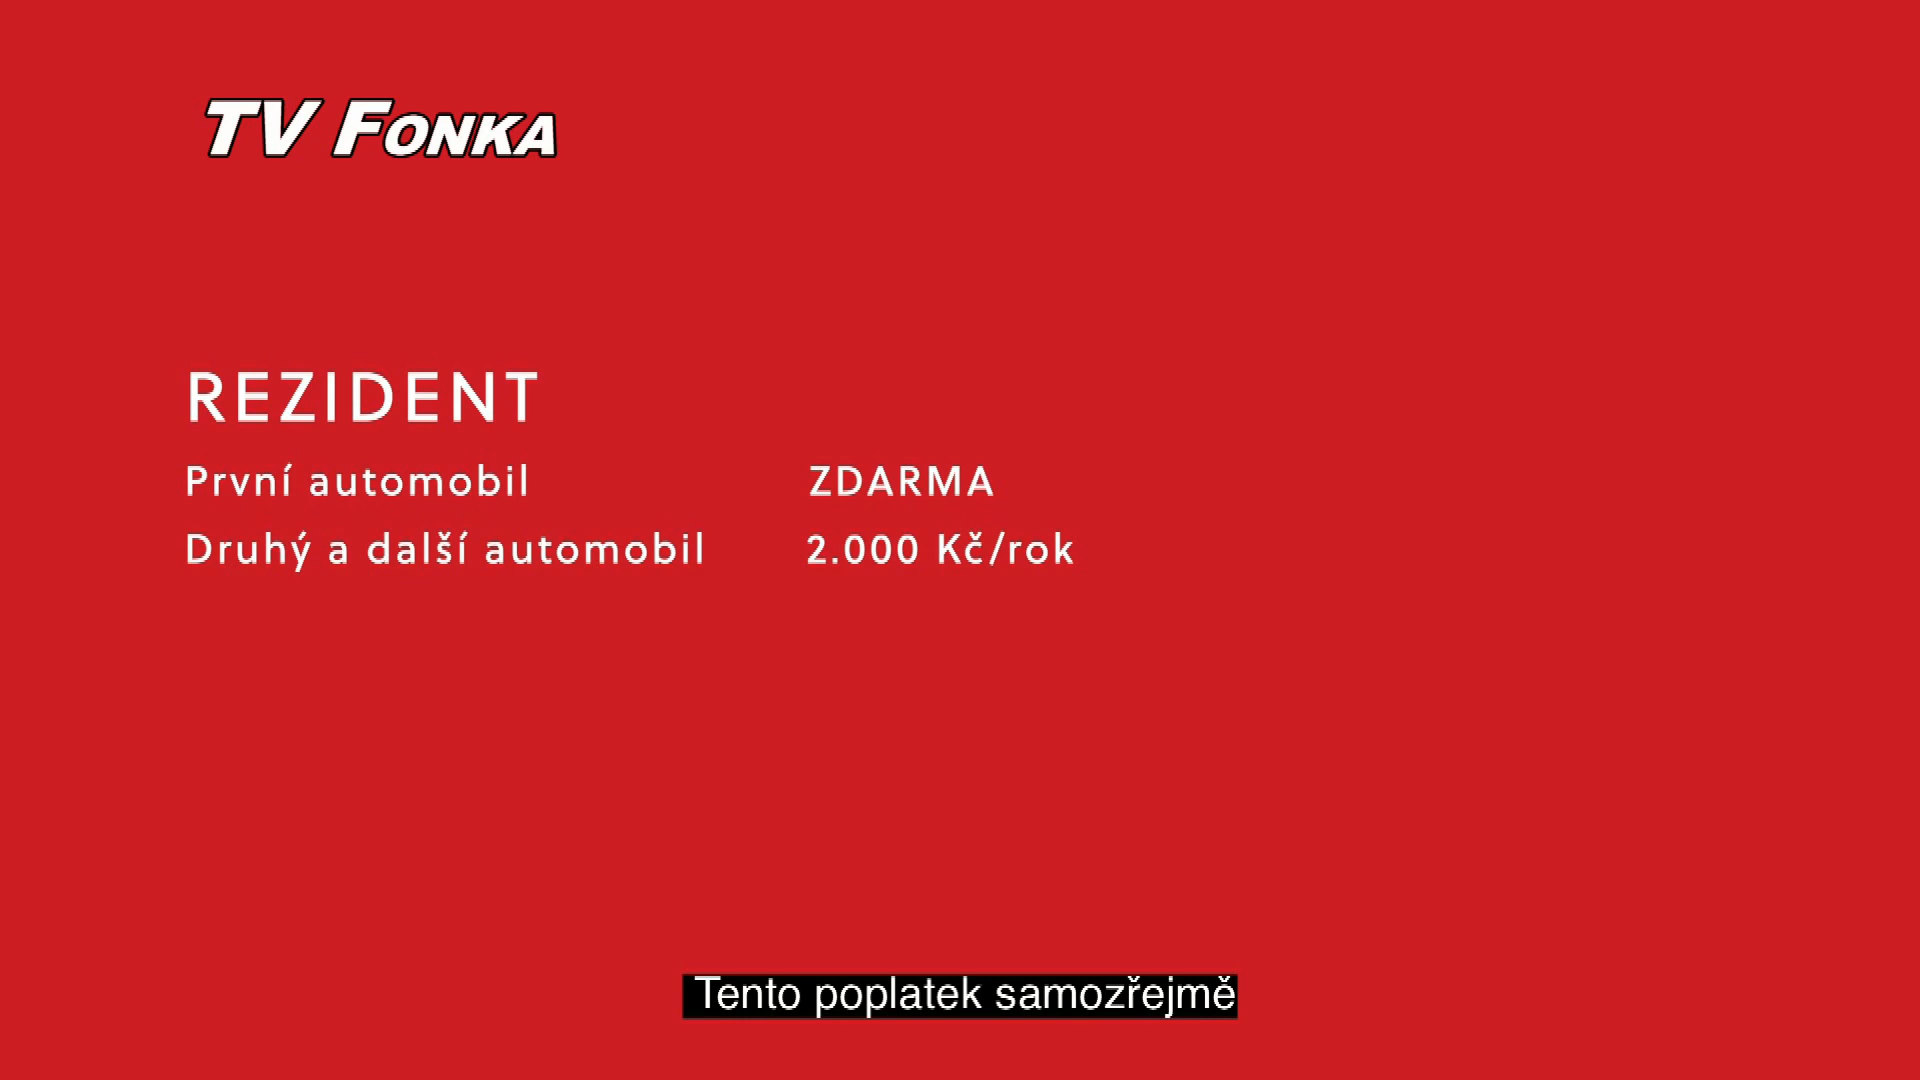 TV FONKA
REZIDENT
První automobil ZDARMA
Druhý a další automobil 2.000 Kč/rok
Tento poplatek samozřejmě